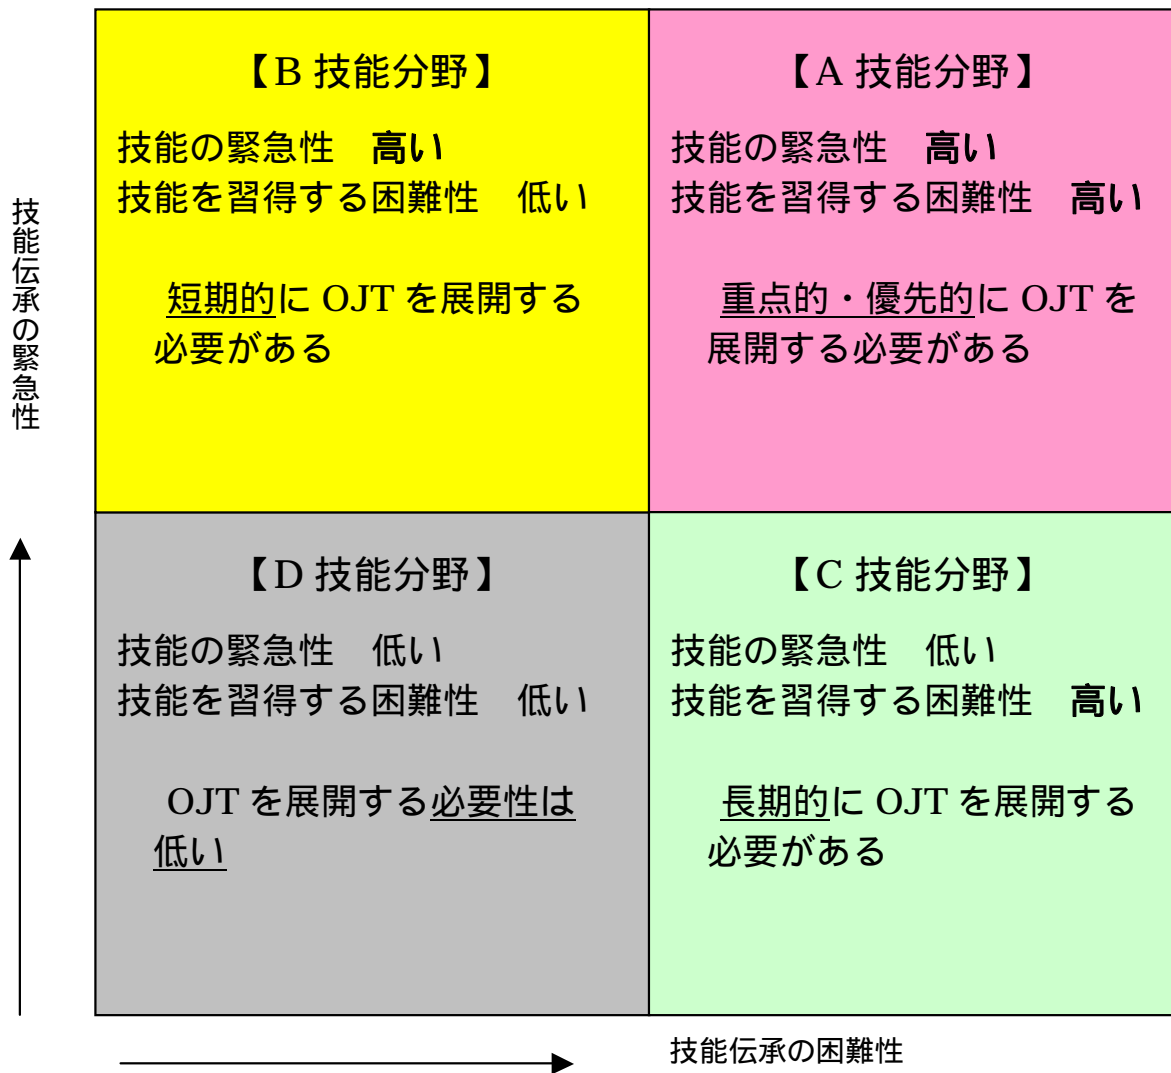 【B 技能分野】
技能の緊急性　高い
技能を習得する困難性　低い
短期的に OJT を展開する
必要がある
【A 技能分野】
技能の緊急性　高い
技能を習得する困難性　高い
重点的・優先的に OJT を
展開する必要がある
技能伝承の緊急性
【D 技能分野】
技能の緊急性　低い
技能を習得する困難性　低い
OJT を展開する必要性は
低い
【C 技能分野】
技能の緊急性　低い
技能を習得する困難性　高い
長期的に OJT を展開する
必要がある
技能伝承の困難性